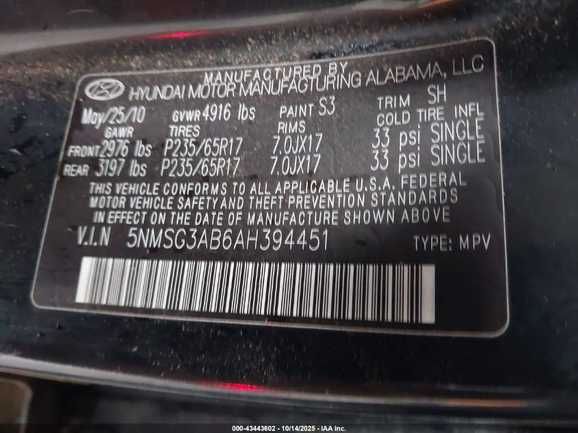 MANUFACTURED BY
HYUNDAI MOTOR MANUFACTURING ALABAMA, LLC
May/25/10 GVWR 4916 lbs PAINT S3 TRIM SH
GAWR TIRES RIMS COLD TIRE INFL
FRONT 2976 lbs P235/65R17 7.0JX17 33 psi SINGLE
REAR 3197 lbs P235/65R17 7.0JX17 33 psi SINGLE
THIS VEHICLE CONFORMS TO ALL APPLICABLE U.S.A. FEDERAL
MOTOR VEHICLE SAFETY AND THEFT PREVENTION STANDARDS
IN EFFECT ON THE DATE OF MANUFACTURE SHOWN ABOVE
V.I.N 5NMSG3AB6AH394451 TYPE: MPV
000-43443602 - 10/14/2025 - IAA Inc.